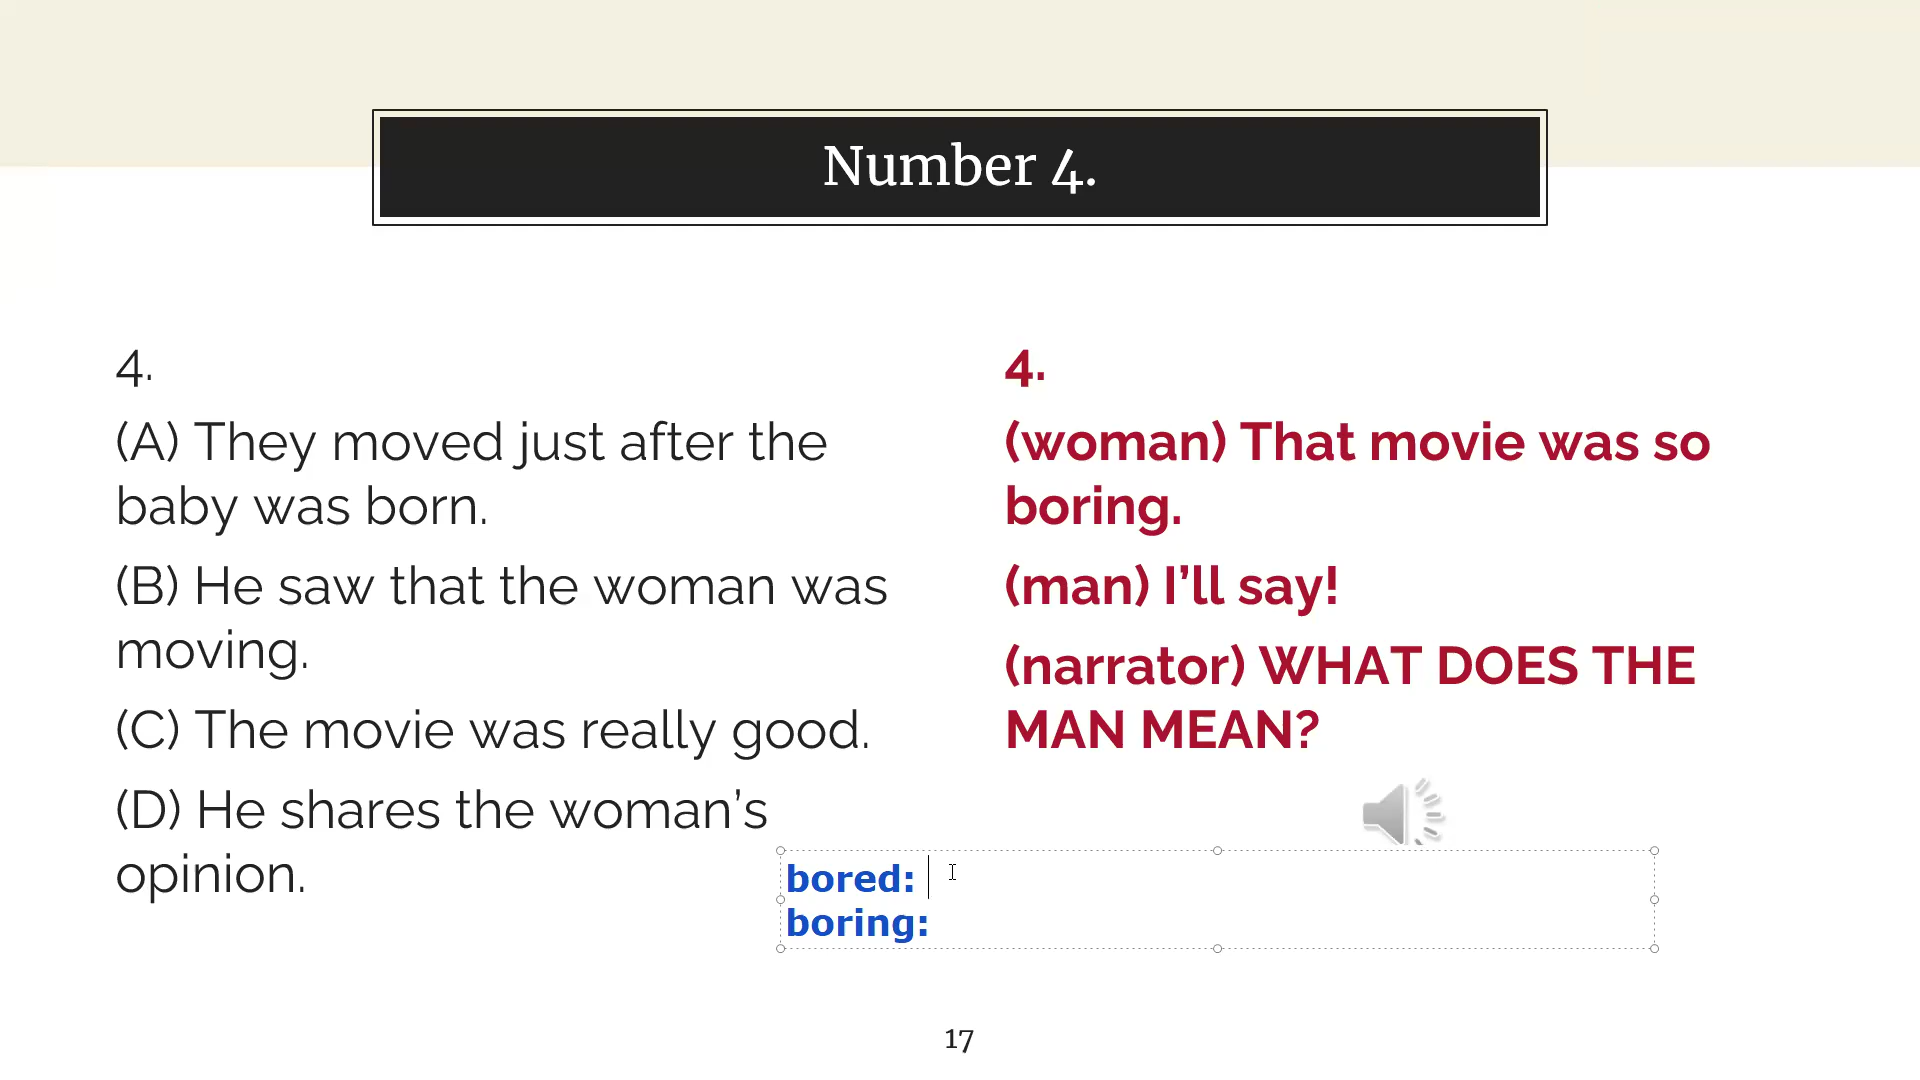 Number 4.
4.
(A) They moved just after the
baby was born.
(B) He saw that the woman was
moving.
(C) The movie was really good.
(D) He shares the woman's
opinion.
4.
(woman) That movie was so
boring.
(man) I'll say!
(narrator) WHAT DOES THE
MAN MEAN?
bored:
boring:
17